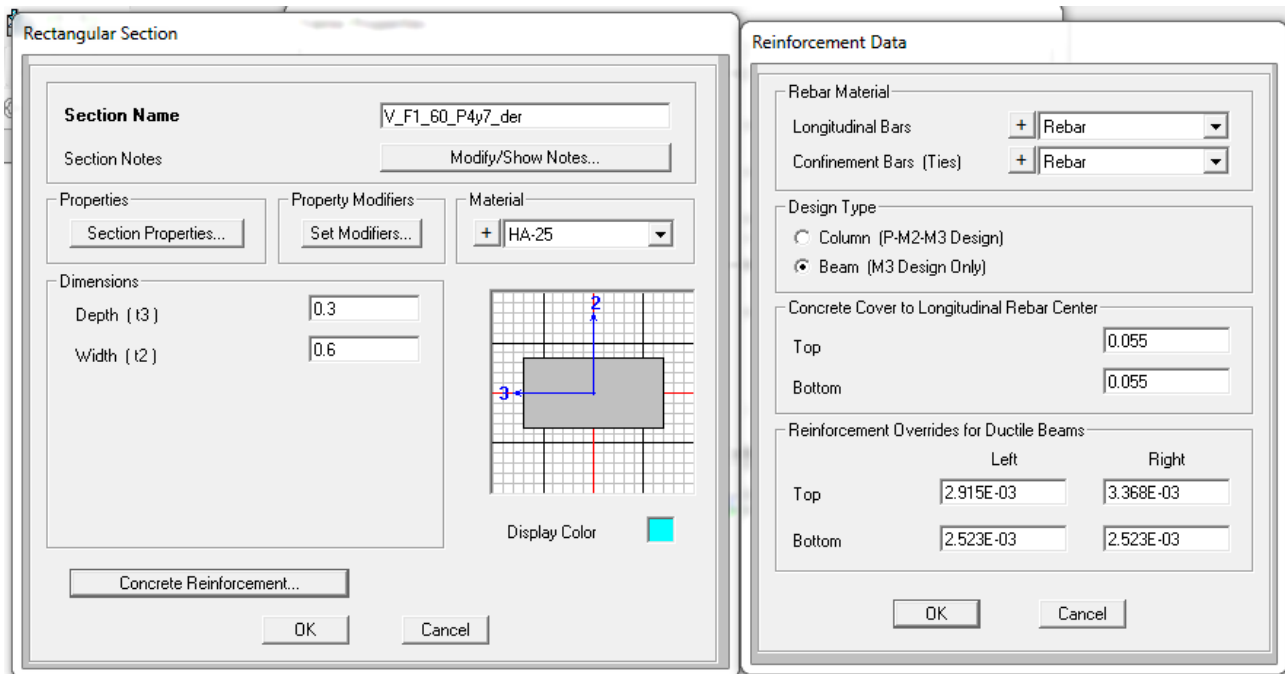 Rectangular Section
Section Name V_F1_60_P4y7_der
Section Notes Modify/Show Notes...
Properties Property Modifiers Material
Section Properties... Set Modifiers... + HA-25
Dimensions
Depth ( t3 ) 0.3
Width ( t2 ) 0.6
2
3
Display Color
Concrete Reinforcement...
OK Cancel
Reinforcement Data
Rebar Material
Longitudinal Bars + Rebar
Confinement Bars (Ties) + Rebar
Design Type
Column (P-M2-M3 Design)
Beam (M3 Design Only)
Concrete Cover to Longitudinal Rebar Center
Top 0.055
Bottom 0.055
Reinforcement Overrides for Ductile Beams
Left Right
Top 2.915E-03 3.368E-03
Bottom 2.523E-03 2.523E-03
OK Cancel